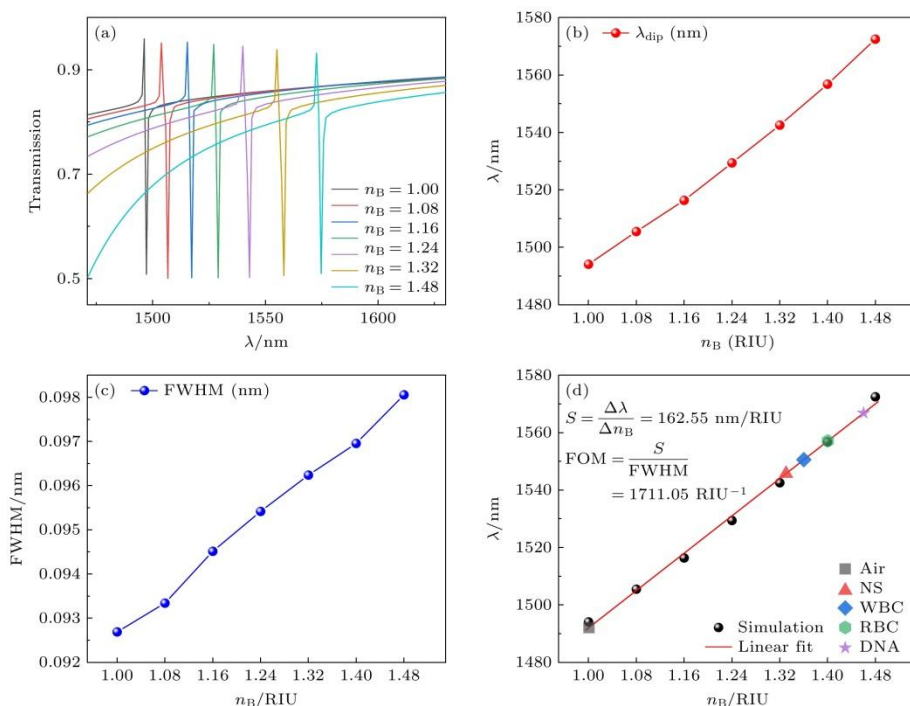 (a)
0.9
0.7
0.5
Transmission
1500
1550
1600
λ/nm
n_B = 1.00
n_B = 1.08
n_B = 1.16
n_B = 1.24
n_B = 1.32
n_B = 1.48
(b)
λ_dip (nm)
1580
1560
1540
1520
1500
1480
λ/nm
1.00 1.08 1.16 1.24 1.32 1.40 1.48
n_B (RIU)
(c)
FWHM (nm)
0.098
0.097
0.096
0.095
0.094
0.093
0.092
FWHM/nm
1.00 1.08 1.16 1.24 1.32 1.40 1.48
n_B/RIU
(d)
1580
1560
1540
1520
1500
1480
λ/nm
S = Δλ/Δn_B = 162.55 nm/RIU
FOM = S/FWHM
= 1711.05 RIU⁻¹
Air
NS
WBC
RBC
DNA
Simulation
Linear fit
1.00 1.08 1.16 1.24 1.32 1.40 1.48
n_B/RIU